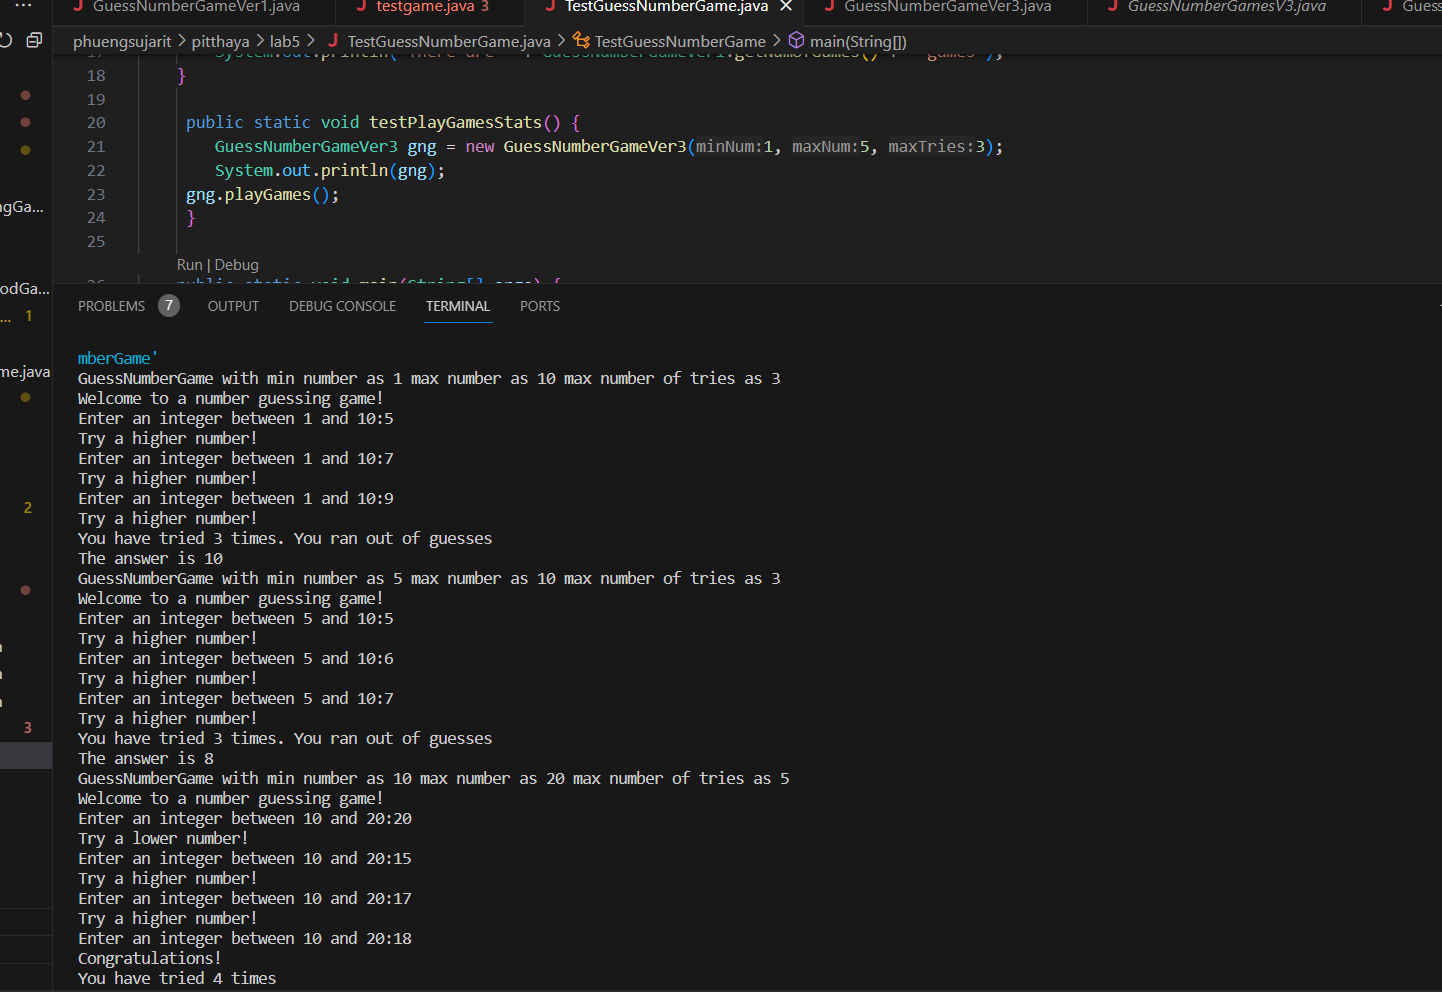 GuessNumberGameVer1.java testgame.java 3 TestGuessNumberGame.java GuessNumberGameVer3.java GuessNumberGamesV3.java Guess
phuengsujarit > pitthaya > lab5 > TestGuessNumberGame.java > TestGuessNumberGame > main(String[])
18 }
19
20 public static void testPlayGamesStats() {
21 GuessNumberGameVer3 gng = new GuessNumberGameVer3(minNum:1, maxNum:5, maxTries:3);
22 System.out.println(gng);
23 gng.playGames();
24 }
25
Run | Debug
public static void main(String[] args) {
ngGa...
odGa...
... 1
me.java
2
3
PROBLEMS 7 OUTPUT DEBUG CONSOLE TERMINAL PORTS
mberGame'
GuessNumberGame with min number as 1 max number as 10 max number of tries as 3
Welcome to a number guessing game!
Enter an integer between 1 and 10:5
Try a higher number!
Enter an integer between 1 and 10:7
Try a higher number!
Enter an integer between 1 and 10:9
Try a higher number!
You have tried 3 times. You ran out of guesses
The answer is 10
GuessNumberGame with min number as 5 max number as 10 max number of tries as 3
Welcome to a number guessing game!
Enter an integer between 5 and 10:5
Try a higher number!
Enter an integer between 5 and 10:6
Try a higher number!
Enter an integer between 5 and 10:7
Try a higher number!
You have tried 3 times. You ran out of guesses
The answer is 8
GuessNumberGame with min number as 10 max number as 20 max number of tries as 5
Welcome to a number guessing game!
Enter an integer between 10 and 20:20
Try a lower number!
Enter an integer between 10 and 20:15
Try a higher number!
Enter an integer between 10 and 20:17
Try a higher number!
Enter an integer between 10 and 20:18
Congratulations!
You have tried 4 times